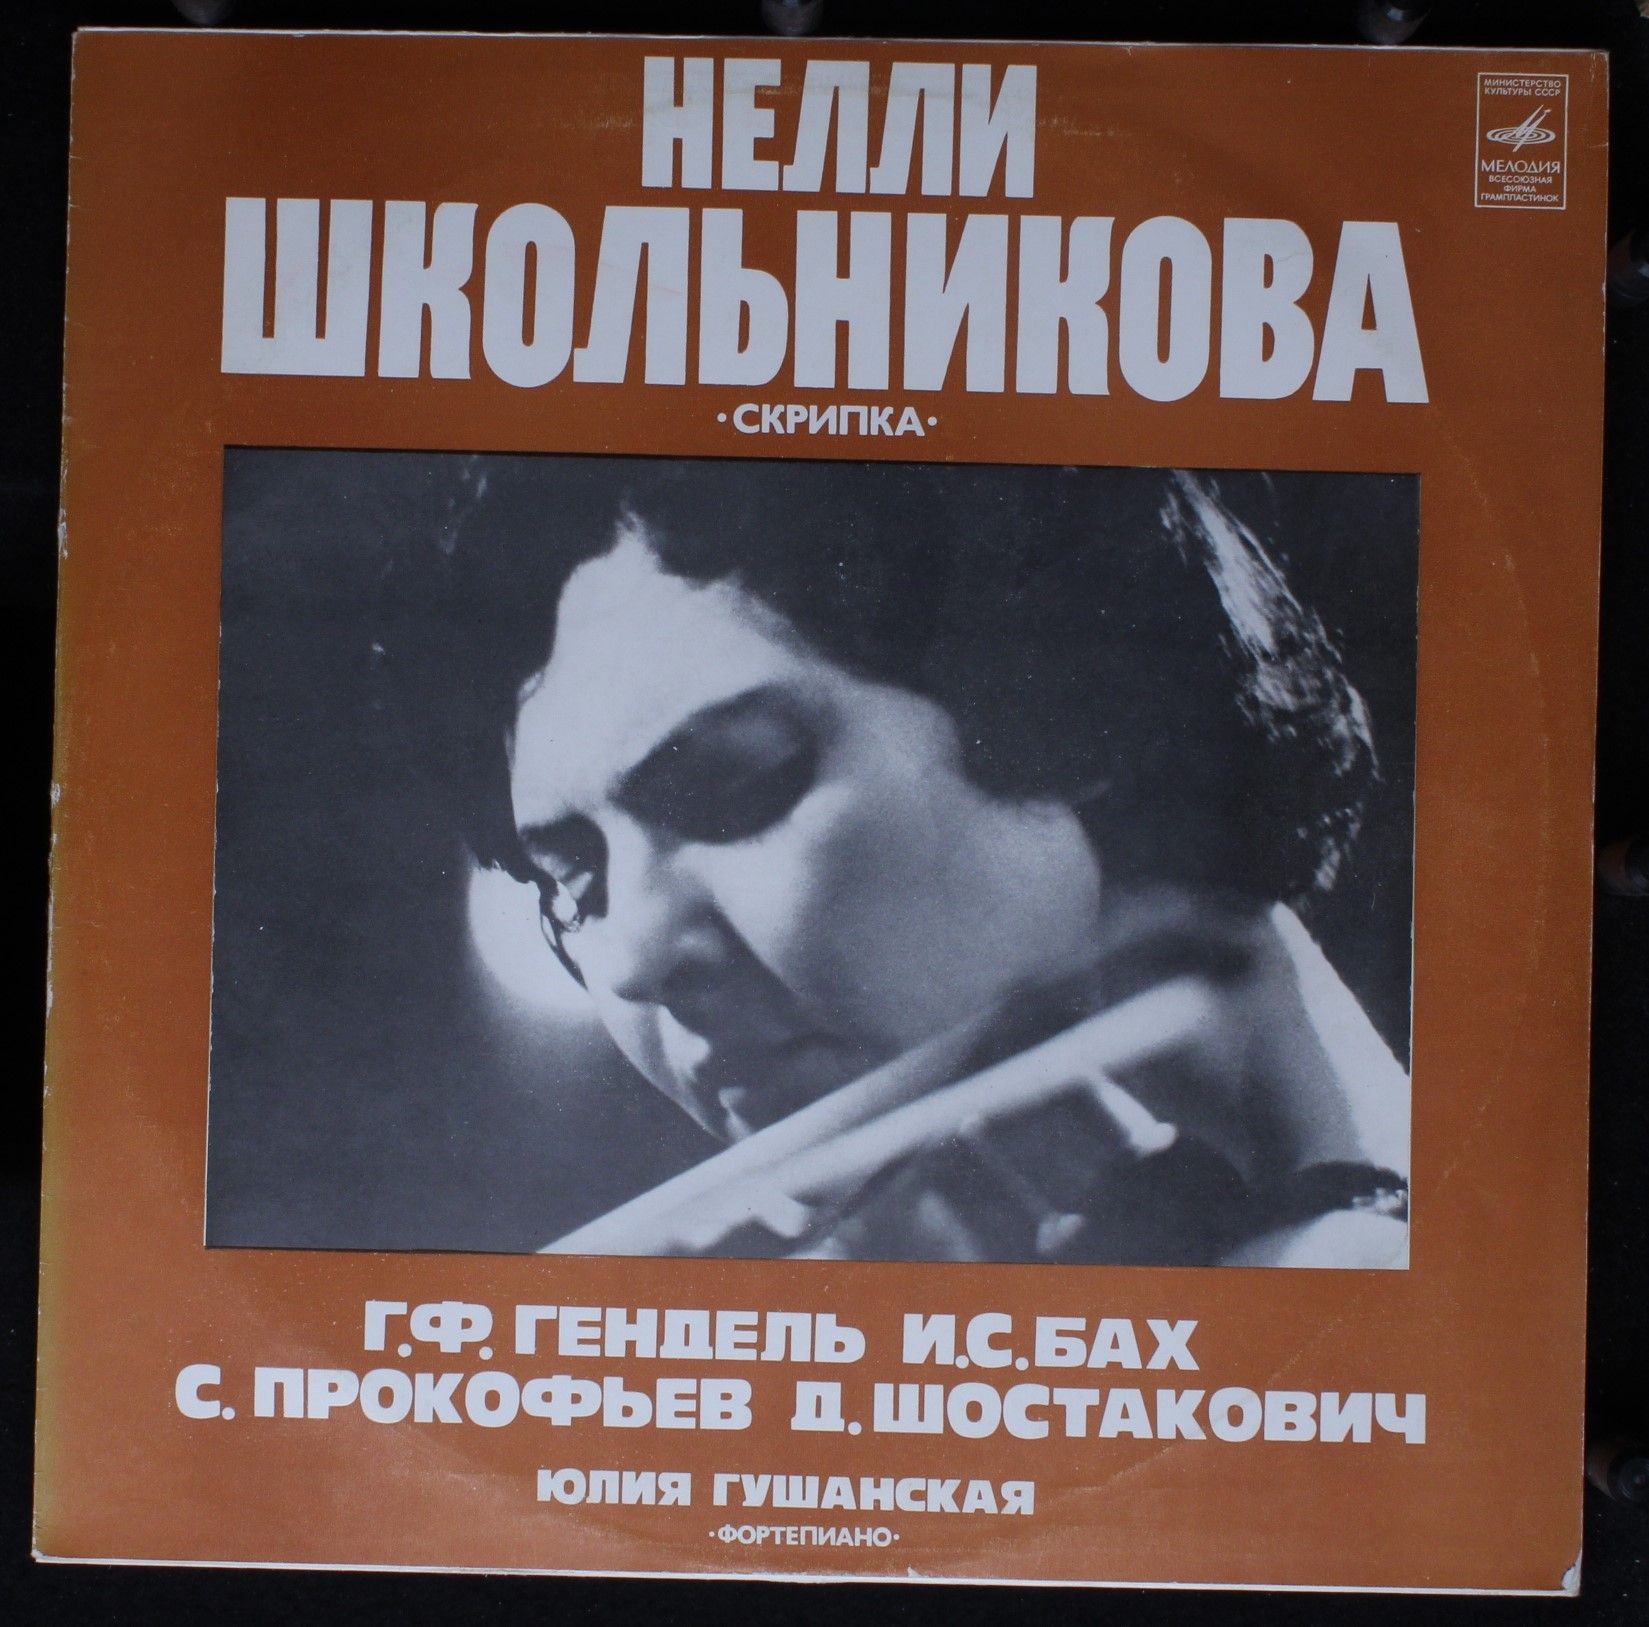 НЕЛЛИ
ШКОЛЬНИКОВА
·СКРИПКА·
МИНИСТЕРСТВО
КУЛЬТУРЫ СССР
МЕЛОДИЯ
ВСЕСОЮЗНАЯ
ФИРМА
ГРАМПЛАСТИНОК
Г.Ф. ГЕНДЕЛЬ И.С. БАХ
С. ПРОКОФЬЕВ Д. ШОСТАКОВИЧ
ЮЛИЯ ГУШАНСКАЯ
·ФОРТЕПИАНО·